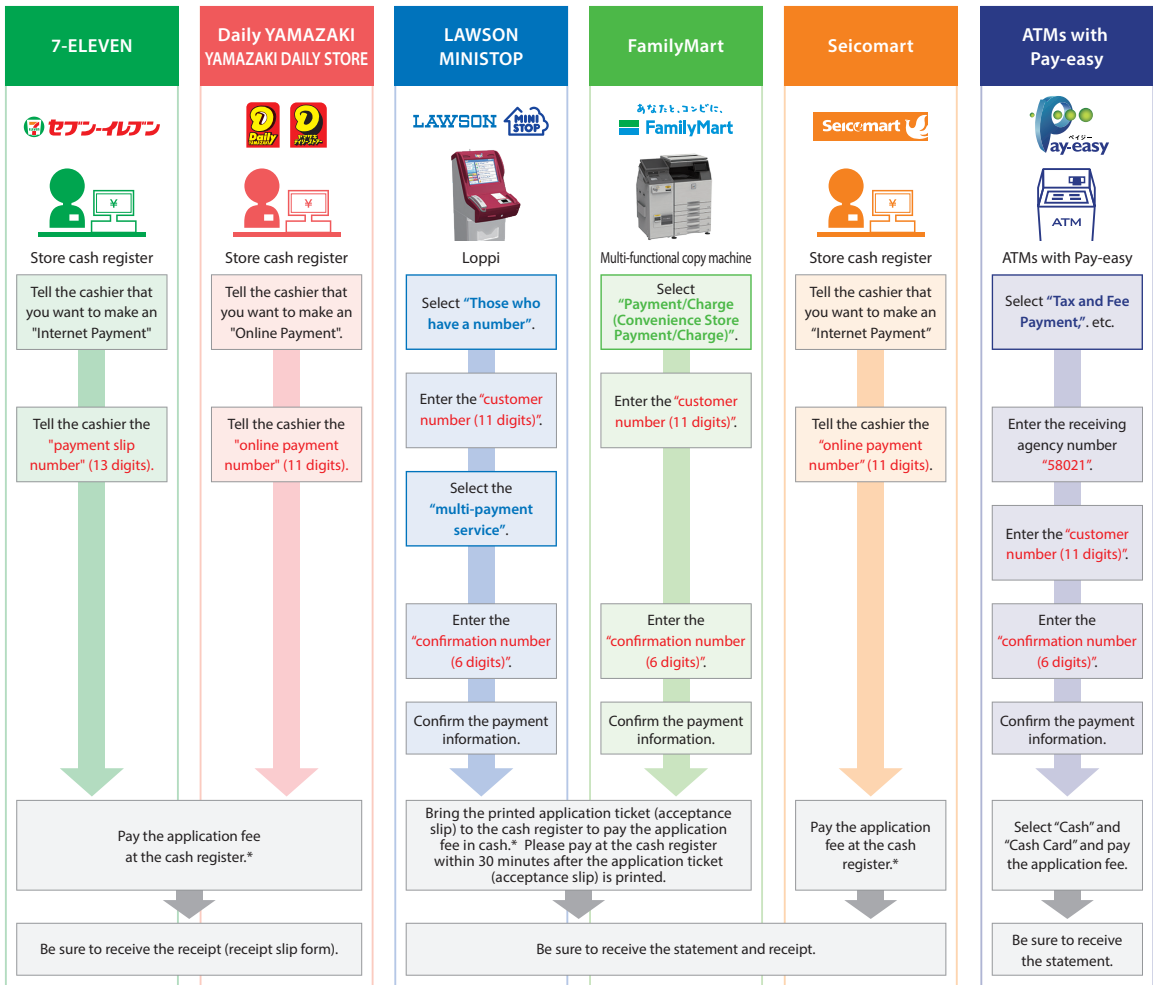 7-ELEVEN
セブン-イレブン
¥
Store cash register
Tell the cashier that
you want to make an
"Internet Payment"
Tell the cashier the
"payment slip
number" (13 digits).
Daily YAMAZAKI
YAMAZAKI DAILY STORE
Daily
YAMAZAKI
ヤマザキ
デイリーストアー
¥
Store cash register
Tell the cashier that
you want to make an
"Online Payment".
Tell the cashier the
"online payment
number" (11 digits).
Pay the application fee
at the cash register.*
Be sure to receive the receipt (receipt slip form).
LAWSON
MINISTOP
LAWSON
MINI
STOP
Loppi
Select “Those who
have a number”.
Enter the “customer
number (11 digits)”.
Select the
“multi-payment
service”.
Enter the
“confirmation number
(6 digits)”.
Confirm the payment
information.
FamilyMart
あなたと、コンビに、
FamilyMart
Multi-functional copy machine
Select
“Payment/Charge
(Convenience Store
Payment/Charge)”.
Enter the “customer
number (11 digits)”.
Enter the
“confirmation number
(6 digits)”.
Confirm the payment
information.
Bring the printed application ticket (acceptance
slip) to the cash register to pay the application
fee in cash.* Please pay at the cash register
within 30 minutes after the application ticket
(acceptance slip) is printed.
Seicomart
Seicomart
¥
Store cash register
Tell the cashier that
you want to make an
“Internet Payment”
Tell the cashier the
“online payment
number” (11 digits).
Pay the application
fee at the cash
register.*
Be sure to receive the statement and receipt.
ATMs with
Pay-easy
ペイジー
Pay-easy
ATM
ATMs with Pay-easy
Select “Tax and Fee
Payment,”. etc.
Enter the receiving
agency number
“58021”.
Enter the “customer
number (11 digits)”.
Enter the
“confirmation number
(6 digits)”.
Confirm the payment
information.
Select “Cash” and
“Cash Card” and pay
the application fee.
Be sure to receive
the statement.